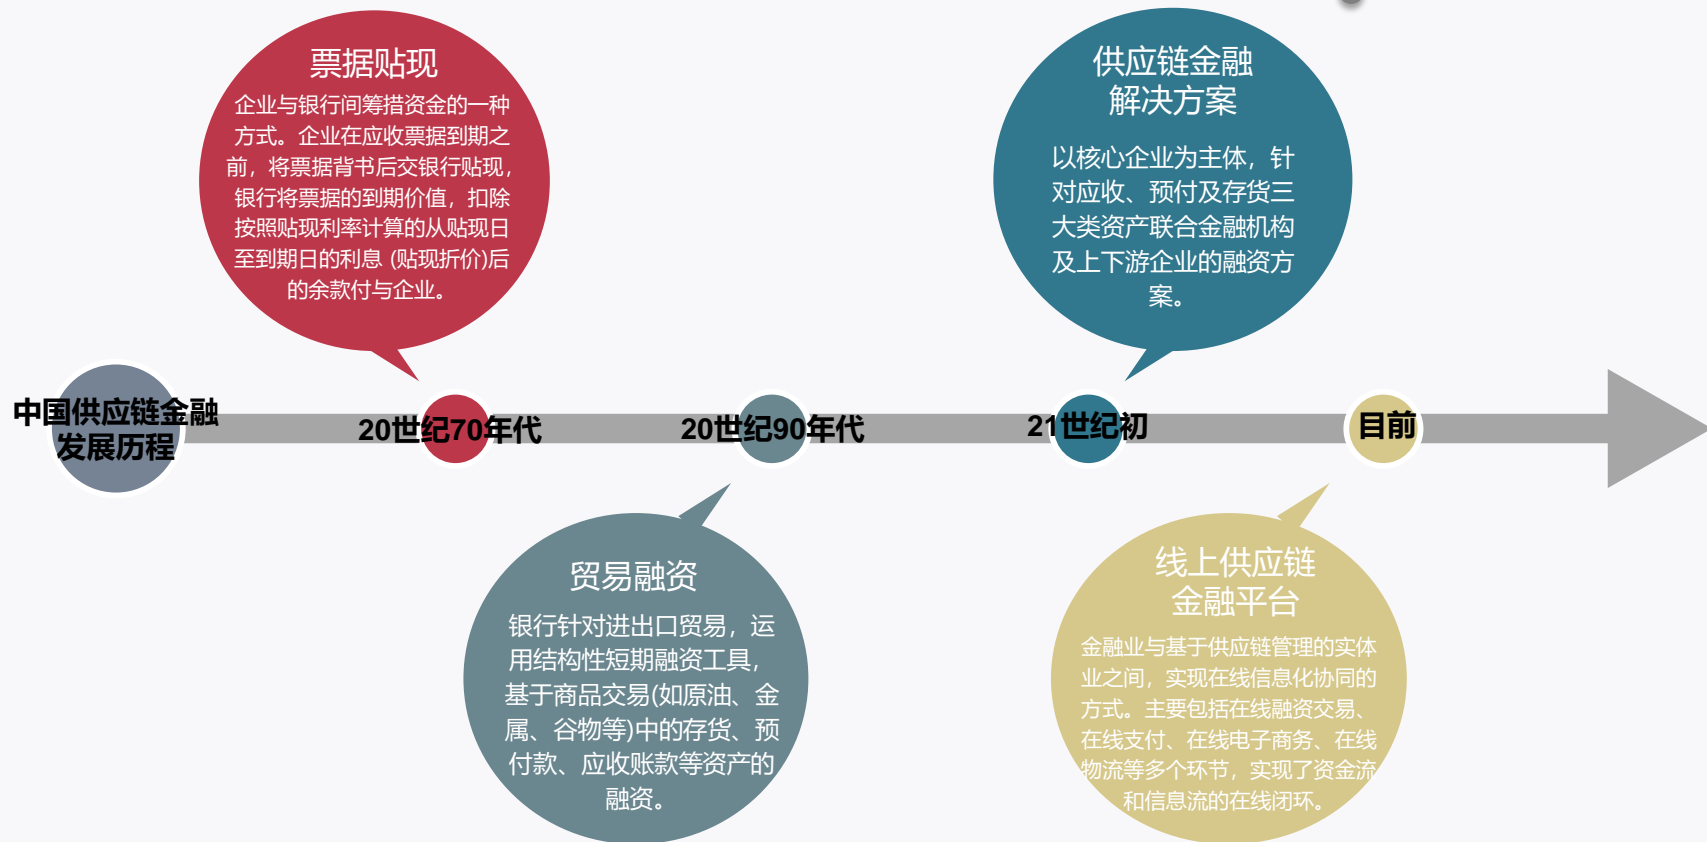 票据贴现
企业与银行间筹措资金的一种
方式。企业在应收票据到期之
前，将票据背书后交银行贴现，
银行将票据的到期价值，扣除
按照贴现利率计算的从贴现日
至到期日的利息 (贴现折价)后
的余款付与企业。
供应链金融
解决方案
以核心企业为主体，针
对应收、预付及存货三
大类资产联合金融机构
及上下游企业的融资方
案。
中国供应链金融
发展历程
20世纪70年代
20世纪90年代
21世纪初
目前
贸易融资
银行针对进出口贸易，运
用结构性短期融资工具，
基于商品交易(如原油、金
属、谷物等)中的存货、预
付款、应收账款等资产的
融资。
线上供应链
金融平台
金融业与基于供应链管理的实体
业之间，实现在线信息化协同的
方式。主要包括在线融资交易、
在线支付、在线电子商务、在线
物流等多个环节，实现了资金流
和信息流的在线闭环。